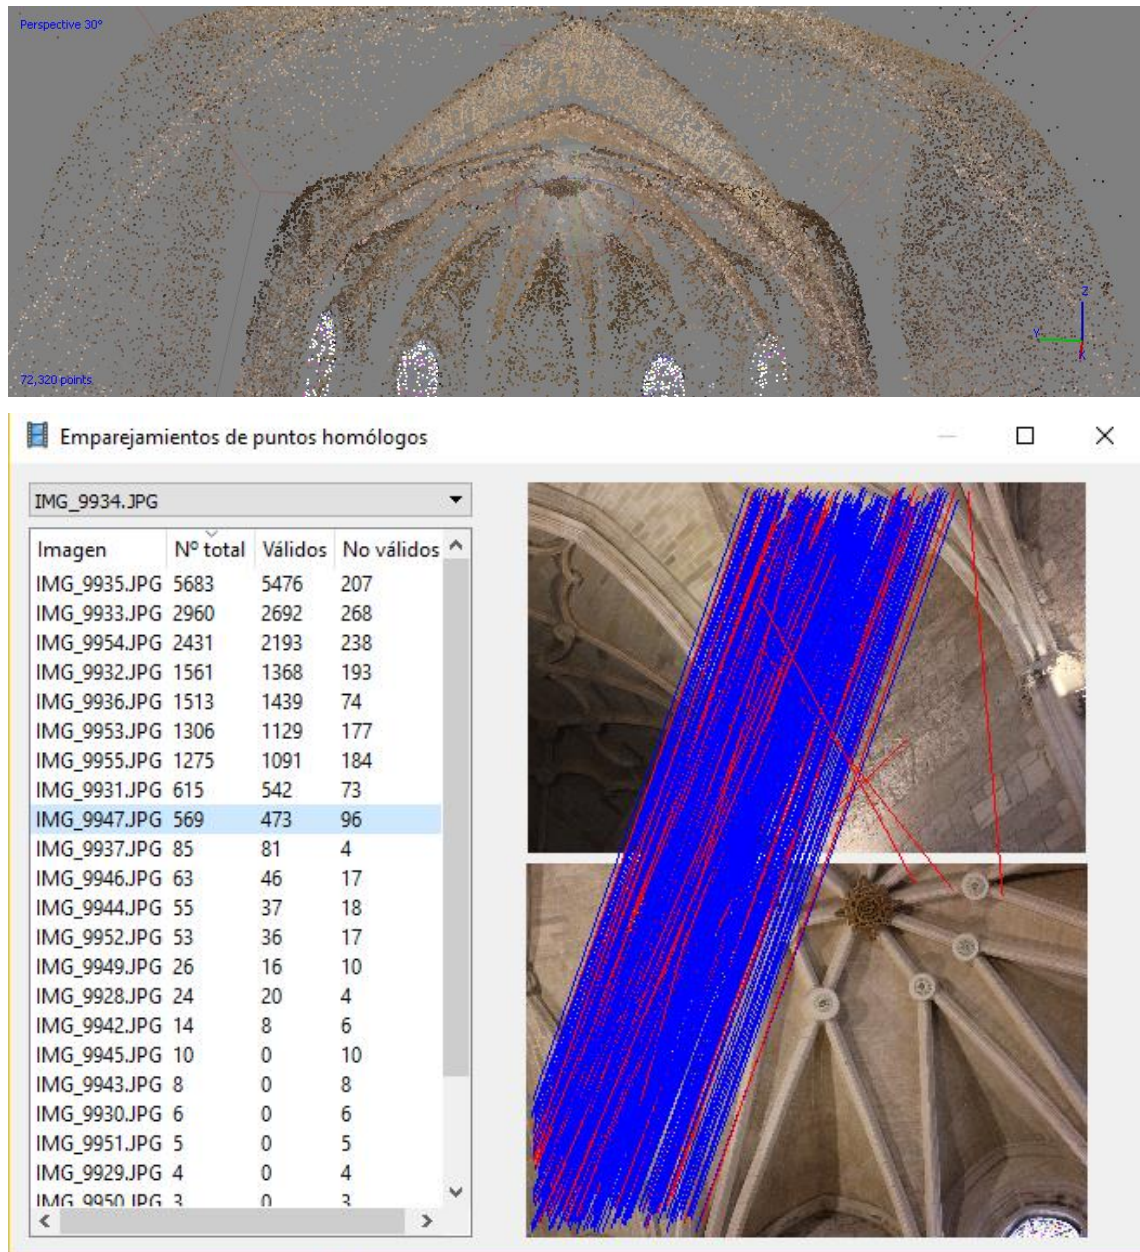 Perspective 30°
Z
Y
X
72,320 points
Emparejamientos de puntos homólogos
IMG_9934.JPG
Imagen Nº total Válidos No válidos
IMG_9935.JPG 5683 5476 207
IMG_9933.JPG 2960 2692 268
IMG_9954.JPG 2431 2193 238
IMG_9932.JPG 1561 1368 193
IMG_9936.JPG 1513 1439 74
IMG_9953.JPG 1306 1129 177
IMG_9955.JPG 1275 1091 184
IMG_9931.JPG 615 542 73
IMG_9947.JPG 569 473 96
IMG_9937.JPG 85 81 4
IMG_9946.JPG 63 46 17
IMG_9944.JPG 55 37 18
IMG_9952.JPG 53 36 17
IMG_9949.JPG 26 16 10
IMG_9928.JPG 24 20 4
IMG_9942.JPG 14 8 6
IMG_9945.JPG 10 0 10
IMG_9943.JPG 8 0 8
IMG_9930.JPG 6 0 6
IMG_9951.JPG 5 0 5
IMG_9929.JPG 4 0 4
IMG_9950.JPG 3 0 3